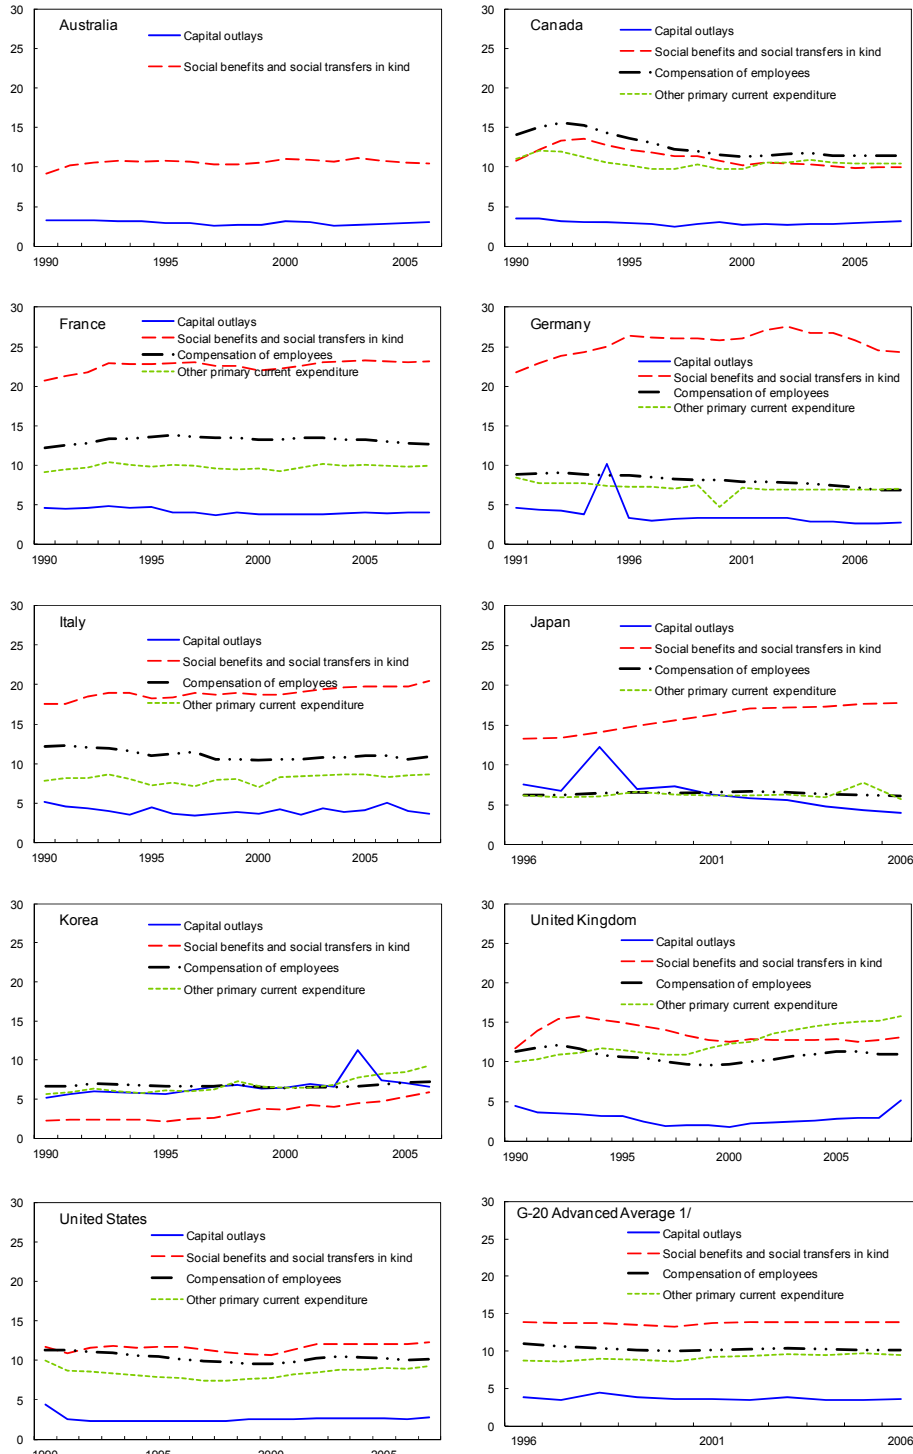 Australia
Capital outlays
Social benefits and social transfers in kind
30
25
20
15
10
5
0
1990 1995 2000 2005
Canada
Capital outlays
Social benefits and social transfers in kind
Compensation of employees
Other primary current expenditure
30
25
20
15
10
5
0
1990 1995 2000 2005
France
Capital outlays
Social benefits and social transfers in kind
Compensation of employees
Other primary current expenditure
30
25
20
15
10
5
0
1990 1995 2000 2005
Germany
Capital outlays
Social benefits and social transfers in kind
Compensation of employees
Other primary current expenditure
30
25
20
15
10
5
0
1991 1996 2001 2006
Italy
Capital outlays
Social benefits and social transfers in kind
Compensation of employees
Other primary current expenditure
30
25
20
15
10
5
0
1990 1995 2000 2005
Japan
Capital outlays
Social benefits and social transfers in kind
Compensation of employees
Other primary current expenditure
30
25
20
15
10
5
0
1996 2001 2006
Korea
Capital outlays
Social benefits and social transfers in kind
Compensation of employees
Other primary current expenditure
30
25
20
15
10
5
0
1990 1995 2000 2005
United Kingdom
Capital outlays
Social benefits and social transfers in kind
Compensation of employees
Other primary current expenditure
30
25
20
15
10
5
0
1990 1995 2000 2005
United States
Capital outlays
Social benefits and social transfers in kind
Compensation of employees
Other primary current expenditure
30
25
20
15
10
5
0
1990 1995 2000 2005
G-20 Advanced Average 1/
Capital outlays
Social benefits and social transfers in kind
Compensation of employees
Other primary current expenditure
30
25
20
15
10
5
0
1996 2001 2006